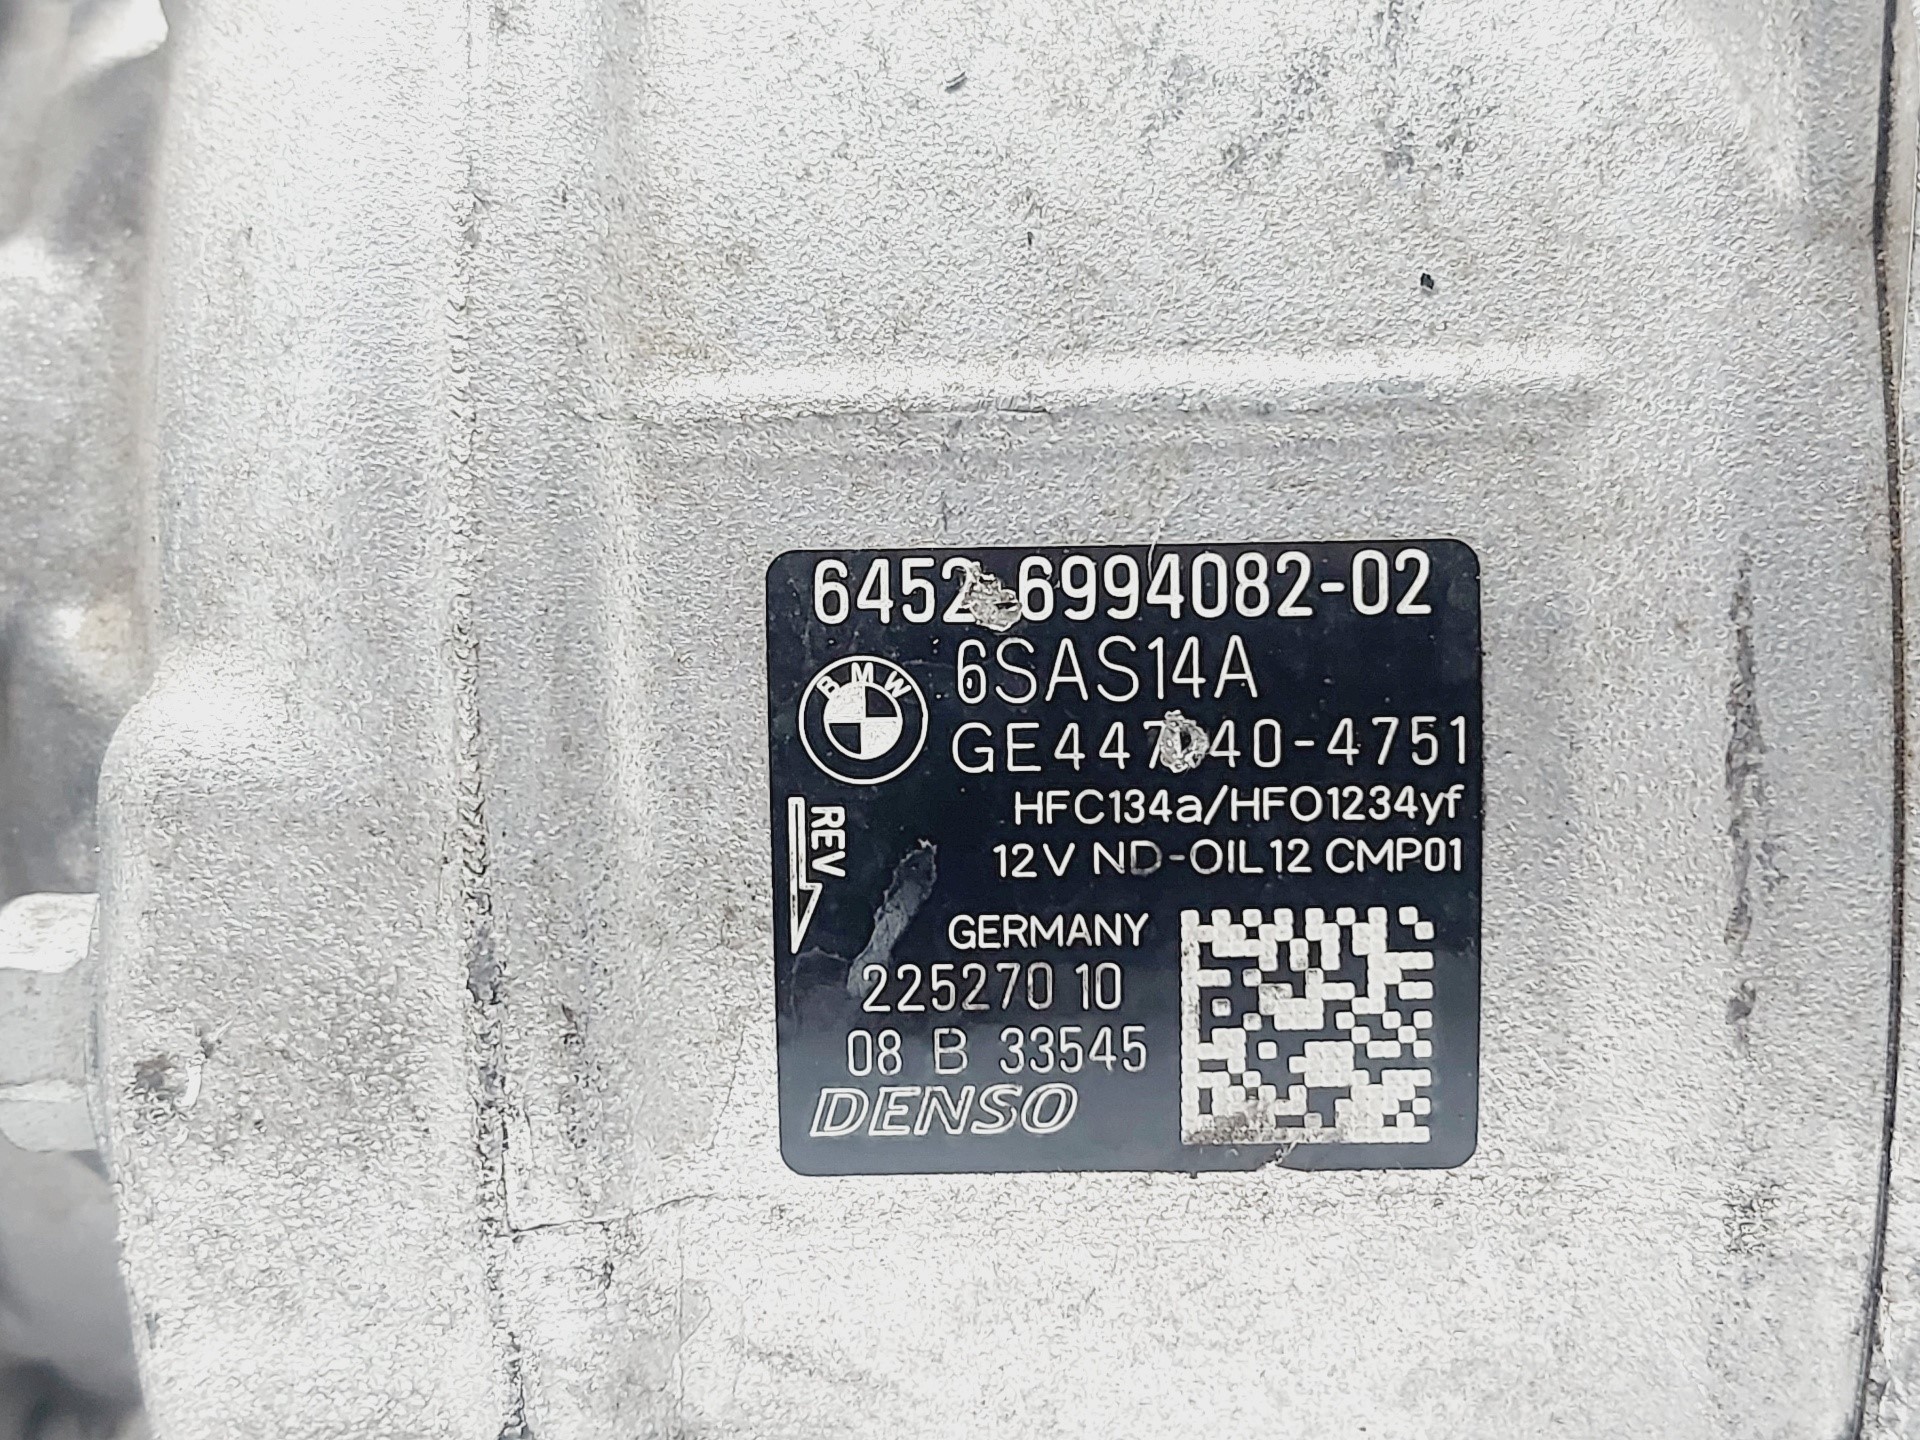 6452 6994082-02
BMW
6SAS14A
GE447
40-4751
HFC134a/HFO1234yf
REV
12V ND-OIL12 CMP01
GERMANY
225270 10
08 B 33545
DENSO